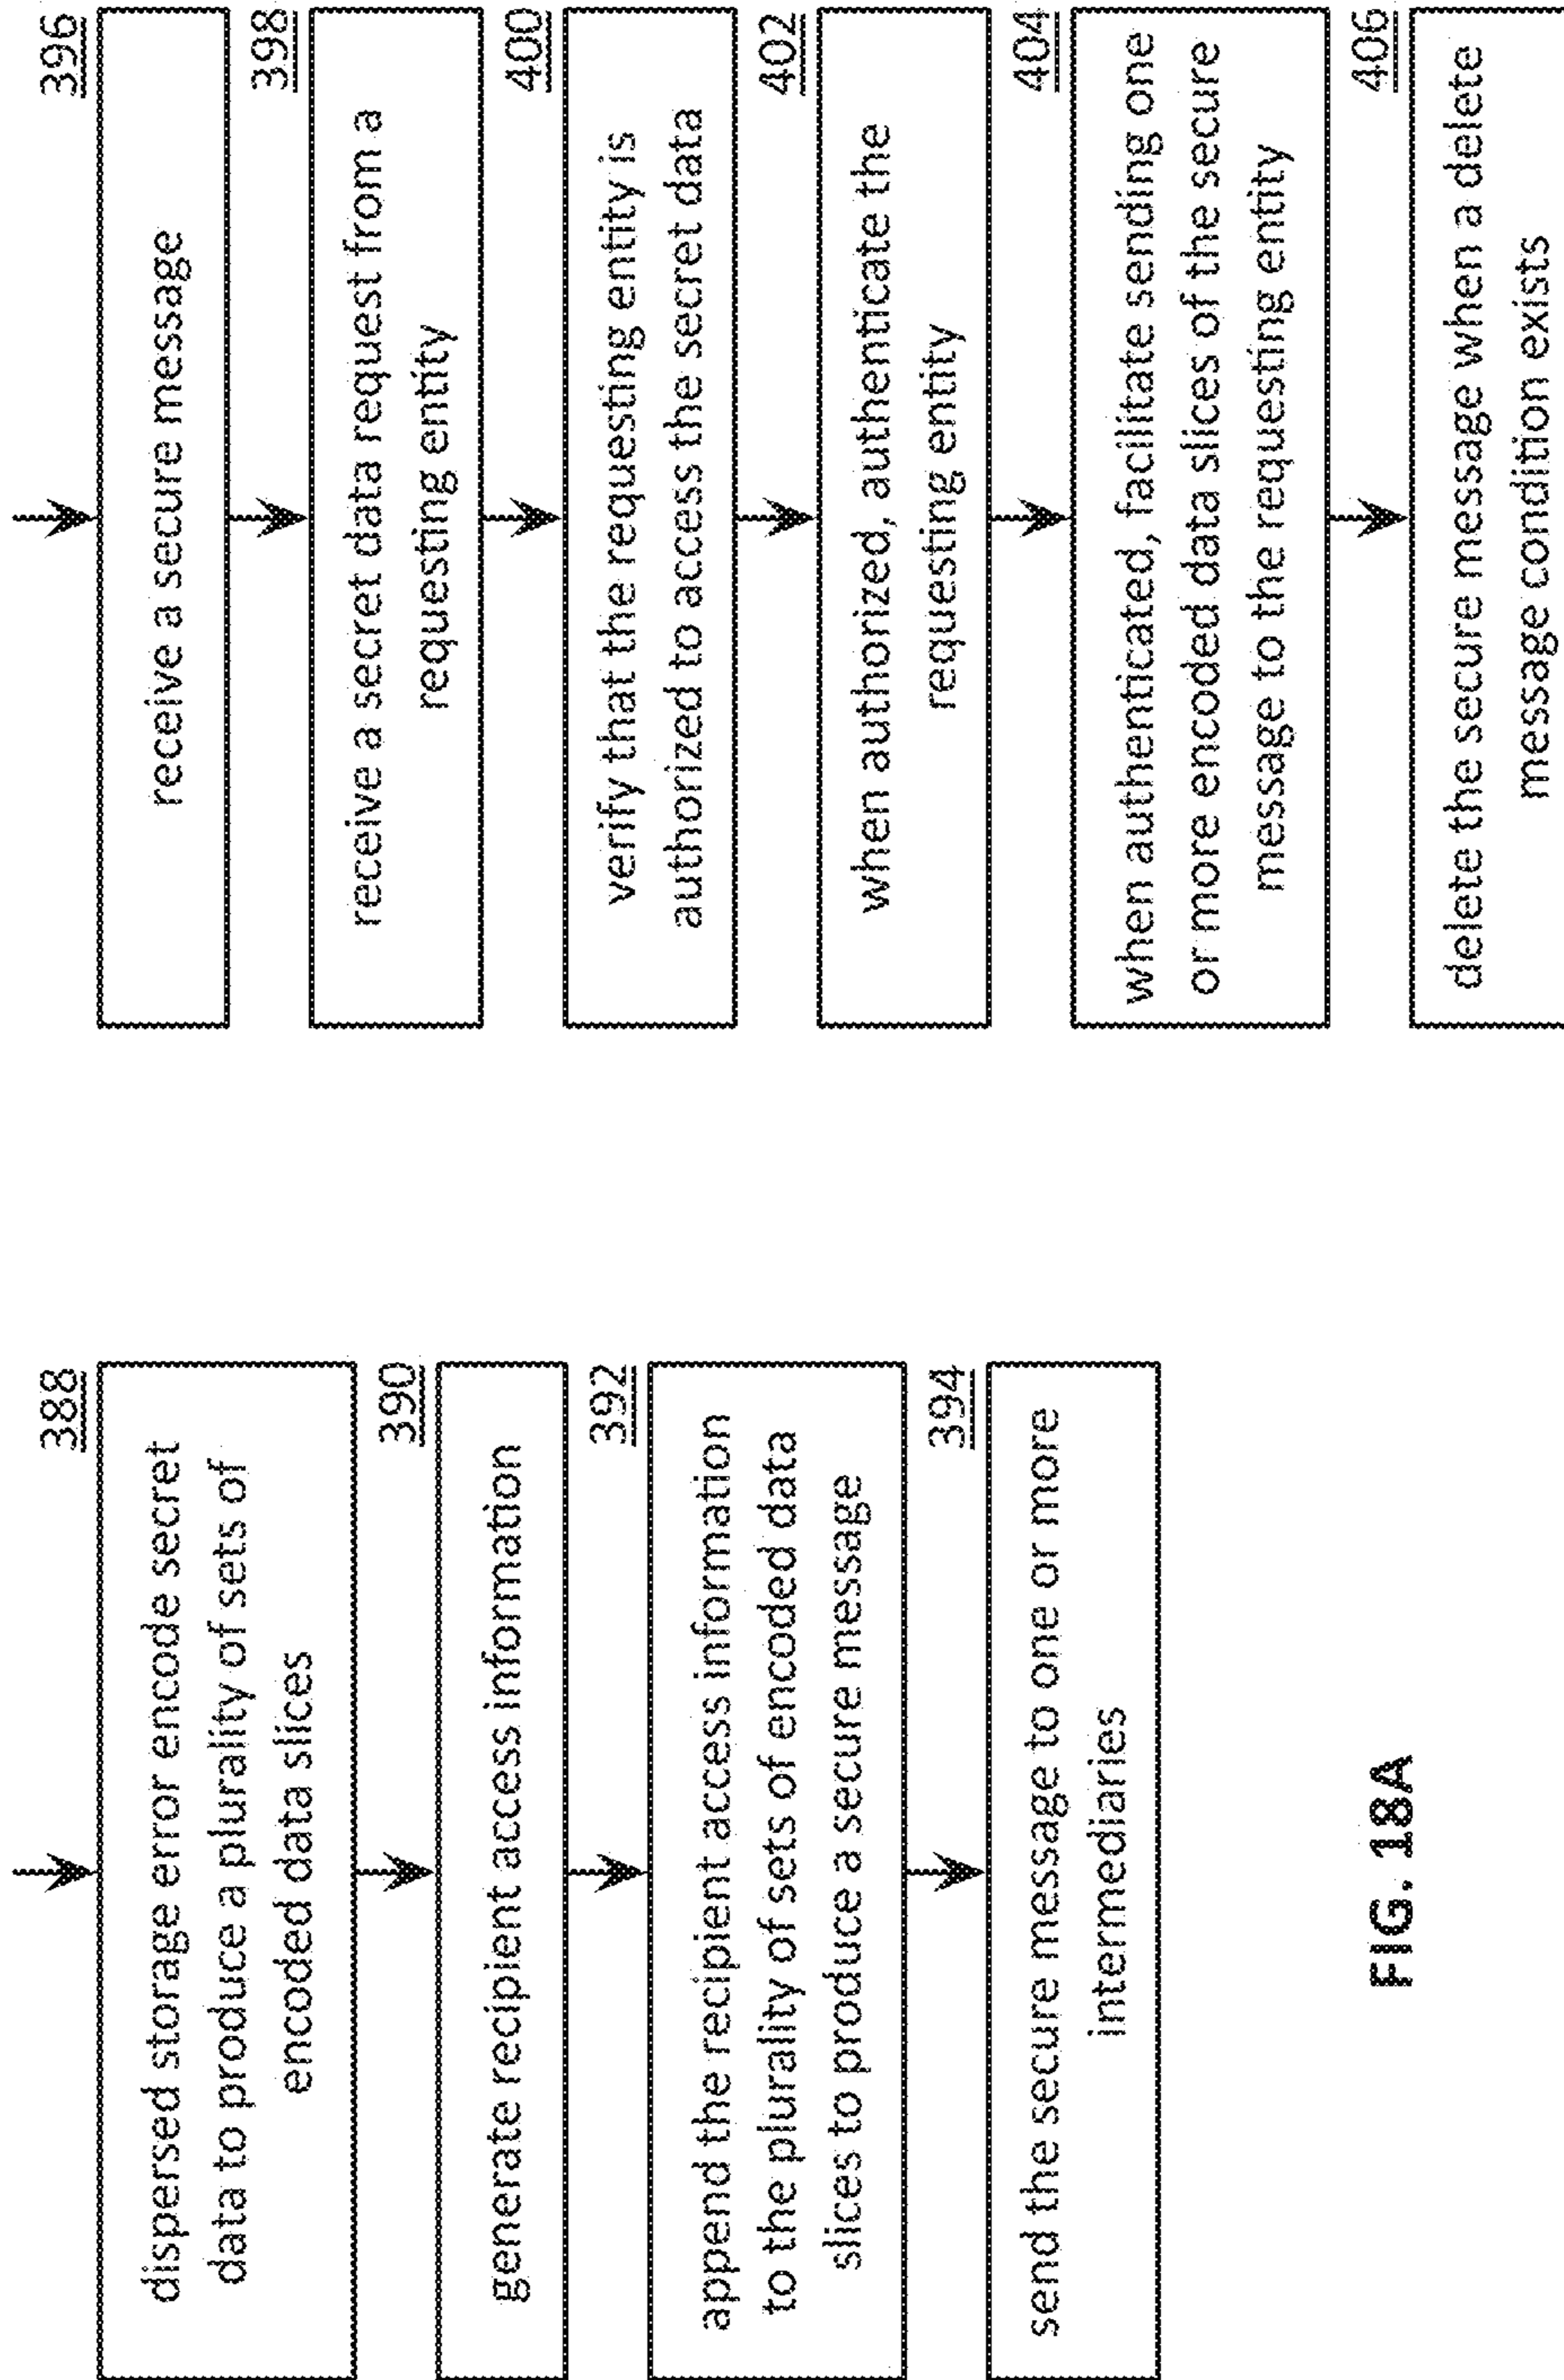 388
dispersed storage error encode secret
data to produce a plurality of sets of
encoded data slices
390
generate recipient access information
392
append the recipient access information
to the plurality of sets of encoded data
slices to produce a secure message
394
send the secure message to one or more
intermediaries
FIG. 18A
396
receive a secure message
398
receive a secret data request from a
requesting entity
400
verify that the requesting entity is
authorized to access the secret data
402
when authorized, authenticate the
requesting entity
404
when authenticated, facilitate sending one
or more encoded data slices of the secure
message to the requesting entity
406
delete the secure message when a delete
message condition exists